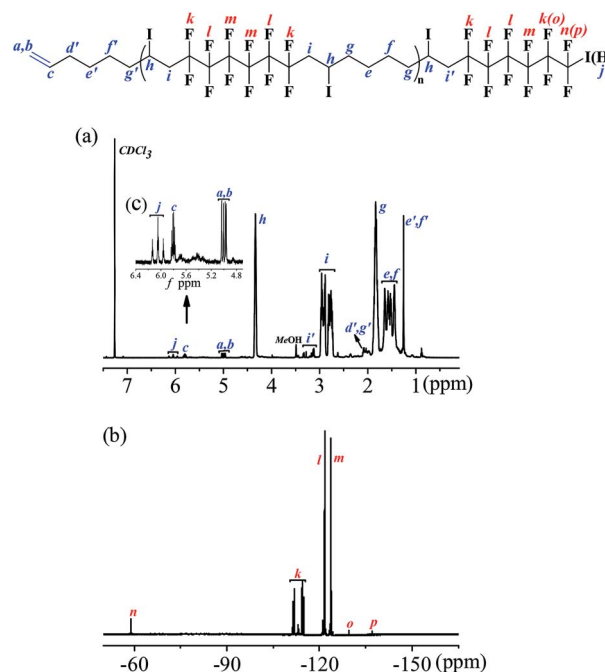 I k l m m l k I k l l m k(o) n(p)
a,b d' f' F F F F F F i g f F F F F F F
c e' g' h i F F F F F F h e g h i' F F F F F I(H)
I n j
(a)
CDCl3
(c) j c a,b
6.4 6.0 5.6 5.2 4.8
f ppm
h g e',f'
i e,f
j c a,b MeOH i' d',g'
7 6 5 4 3 2 1 (ppm)
(b)
l m
k
n o p
-60 -90 -120 -150 (ppm)